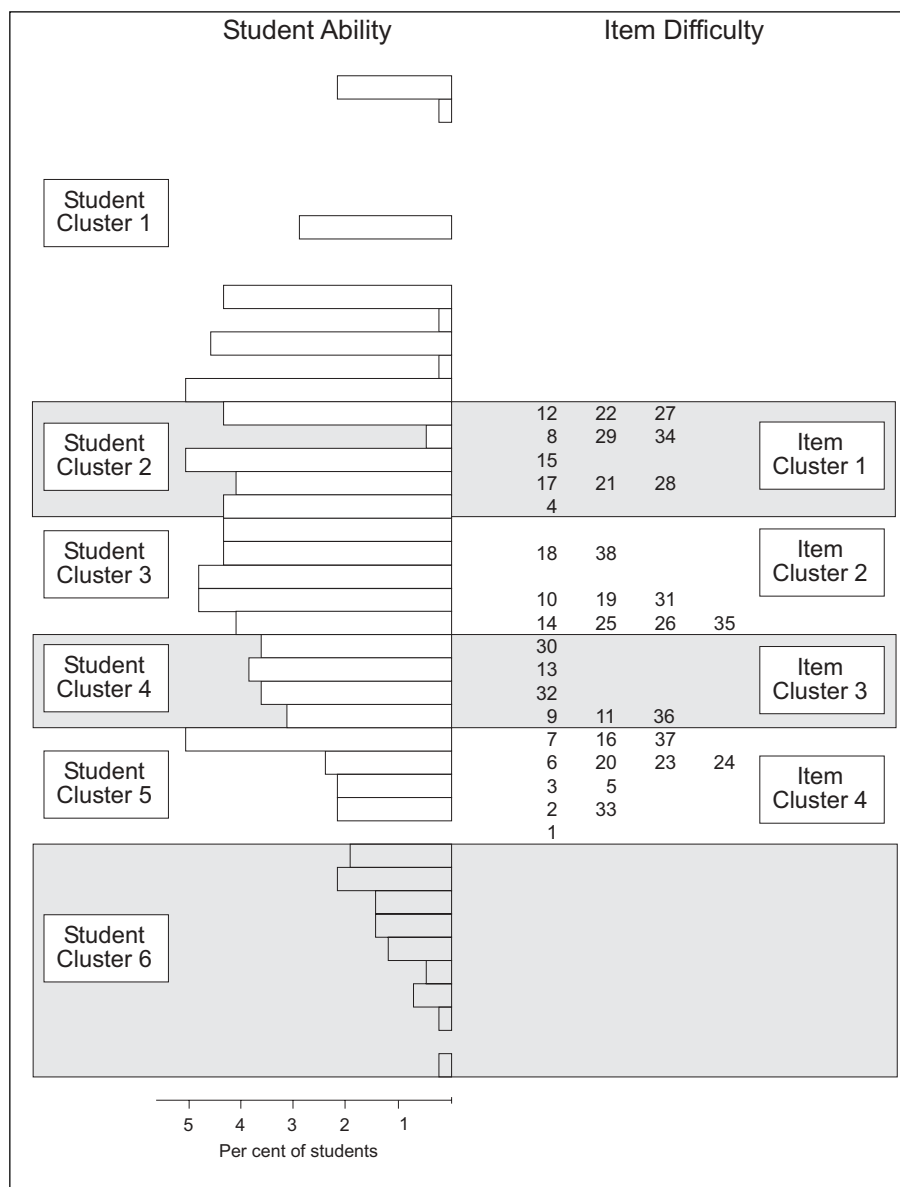 Student Ability Item Difficulty
Student
Cluster 1
12 22 27
8 29 34
15
17 21 28
4
Student
Cluster 2
Item
Cluster 1
18 38
10 19 31
14 25 26 35
Student
Cluster 3
Item
Cluster 2
30
13
32
9 11 36
Student
Cluster 4
Item
Cluster 3
7 16 37
6 20 23 24
3 5
2 33
1
Student
Cluster 5
Item
Cluster 4
Student
Cluster 6
5 4 3 2 1
Per cent of students